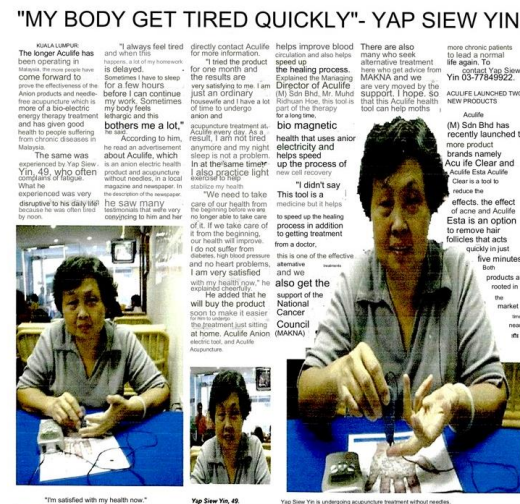 "MY BODY GET TIRED QUICKLY"- YAP SIEW YIN
KUALA LUMPUR:
The longer Aculife has
been operating in
Malaysia, the more people have
come forward to
prove the effectiveness of the
Anion products and needle-
free acupuncture which is
more of a bio-electric
energy therapy treatment
and has given good
health to people suffering
from chronic diseases in
Malaysia.
The same was
experienced by Yap Siew
Yin, 49, who often
complains of fatigue.
What he
experienced was very
disruptive to his daily life!
because he was often tired
by noon.
"I always feel tired
and when this
happens, a lot of my homework
is delayed.
Sometimes I have to sleep
for a few hours
before I can continue
my work. Sometimes
my body feels
lethargic and this
bothers me a lot,"
he said.
According to him,
he read an advertisement
about Aculife, which
is an anion electric health
product and acupuncture
without needles, in a local
magazine and newspaper. In
the description of the newspaper.
he saw many
testimonials that we're very
convincing to him and her
directly contact Aculife
for more information.
"I tried the product
for one month and
the results are
very satisfying to me. I am
just an ordinary
housewife and I have a lot
of time to undergo
anion and
acupuncture treatment at
Aculife every day. As a
result, I am not tired
anymore and my night
sleep is not a problem.
In at the same timer
I also practice light
exercise to help
stabilize my health
"We need to take
care of our health from
the beginning before we are
no longer able to take care
of it. If we take care of
it from the beginning,
our health will improve.
I do not suffer from
diabetes, high blood pressure
and no heart problems.
I am very satisfied
with my health now," he
explained cheerfully.
He added that he
will buy the product
soon to make it easier
for him to undergo
the treatment just sitting
at home. Aculife Anion
electric tool, and Aculife
Acupuncture.
helps improve blood
circulation and also helps
speed up
the healing process.
Explained the Managing
Director of Aculife
(M) Sdn Bhd, Mr. Muhd
Ridhuan Hoe, this tool is
part of the therapy
for a long time,
bio magnetic
health that uses anior
electricity and
helps speed
up the process of
new cell recovery
"I didn't say
This tool is a
medicine but it helps
to speed up the healing
process in addition
to getting treatment
from a doctor,
this is one of the effective
alternative treatments
and we
also get the
support of the
National
Cancer
Council
(MAKNA)
There are also
many who seek
alternative treatment
here who get advice from
MAKNA and we
are very moved by the
support. I hope. so
that this Aculife health
tool can help moths
more chronic patients
to lead a normal
life again. To
contact Yap Siew
Yin 03-77849922.
ACULIFE LAUNCHED TWO
NEW PRODUCTS
Aculife
(M) Sdn Bhd has
recently launched t
more product
brands namely
Acu ife Clear and
Aculife Esta Aculife
Clear is a tool to
reduce the
effects. the effect
of acne and Aculife
Esta is an option
to remove hair
follicles that acts
quickly in just
five minutes
Both
products a
rooted in
the
market
"I'm satisfied with my health now."
Yap Siew Yin, 49.
Yap Siew Yin is undergoing acupuncture treatment without needles.